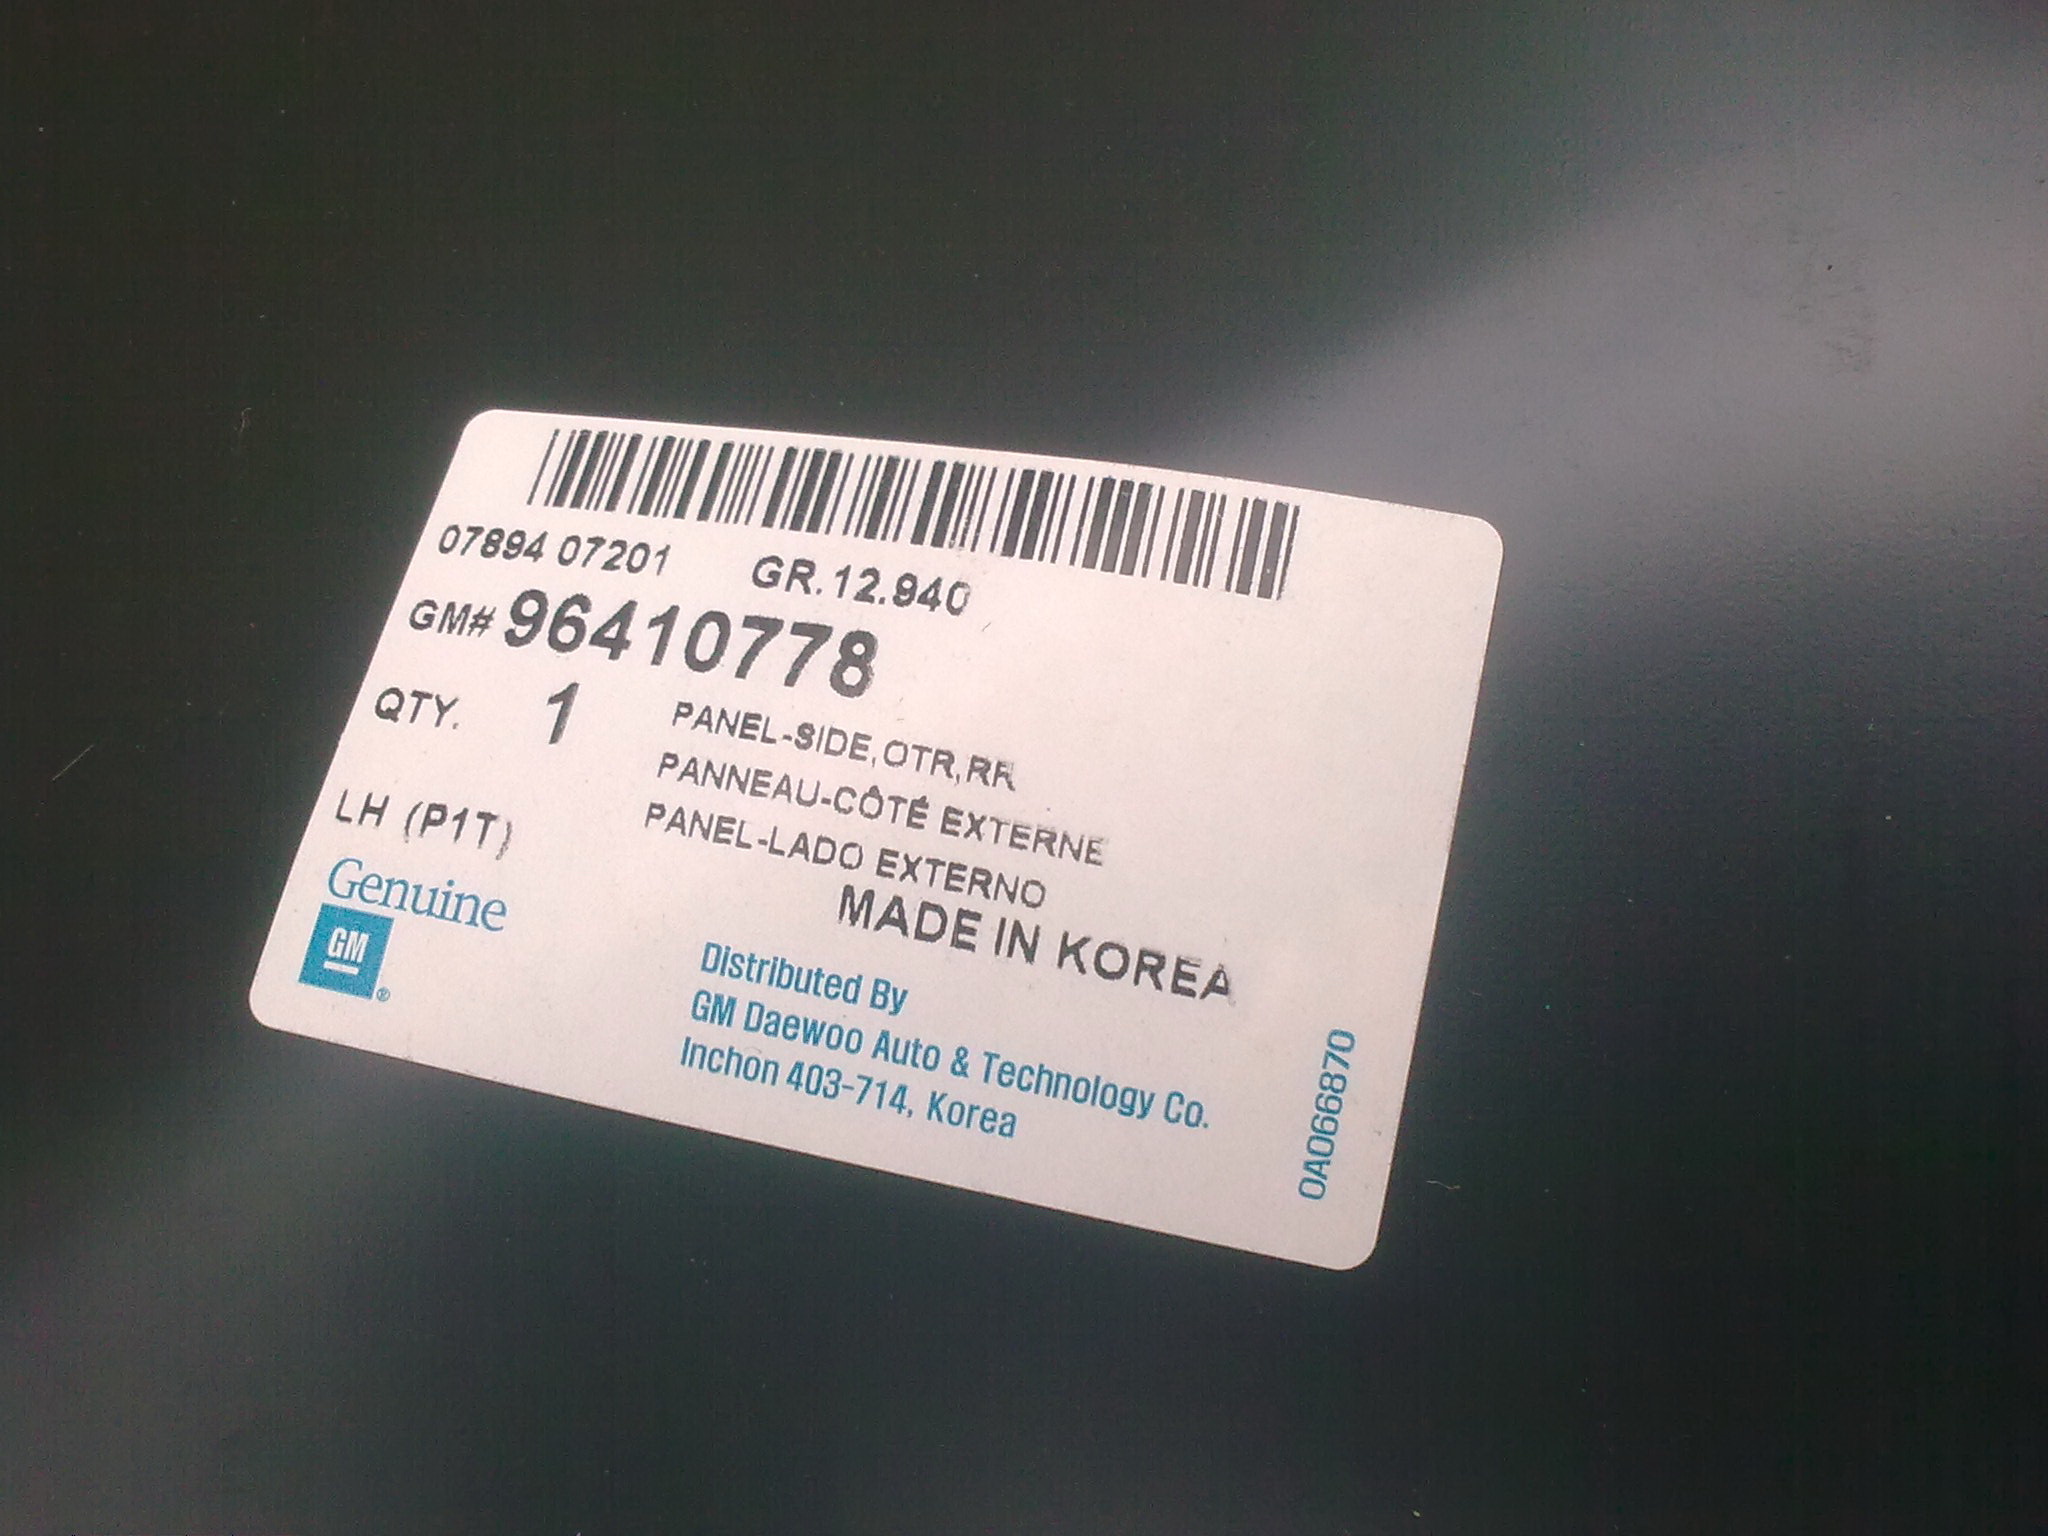 07894 07201 GR.12.940
GM# 96410778
QTY. 1
PANEL-SIDE,OTR,RR
PANNEAU-CÔTÉ EXTERNE
PANEL-LADO EXTERNO
LH (P1T)
MADE IN KOREA
Genuine
GM ®
Distributed By
GM Daewoo Auto & Technology Co.
Inchon 403-714, Korea
0A066870